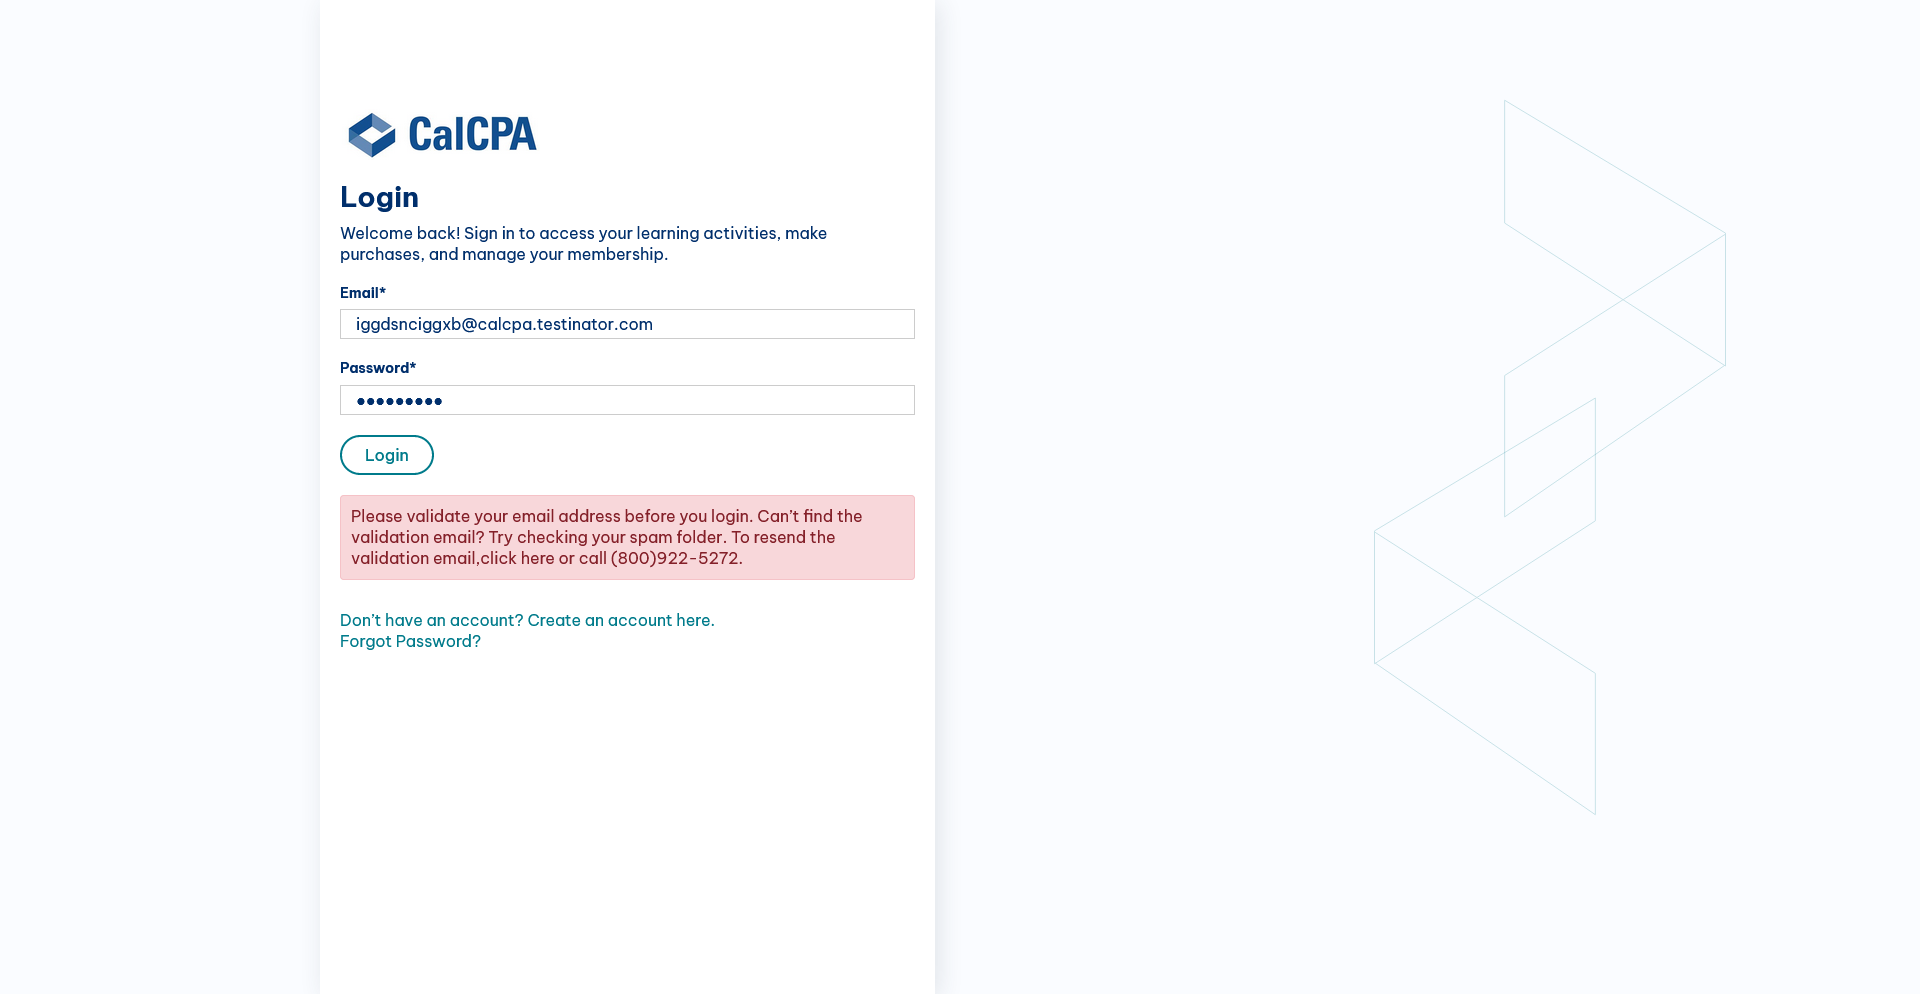 CalCPA
Login
Welcome back! Sign in to access your learning activities, make
purchases, and manage your membership.
Email*
iggdsnciggxb@calcpa.testinator.com
Password*
•••••••••
Login
Please validate your email address before you login. Can't find the
validation email? Try checking your spam folder. To resend the
validation email,click here or call (800)922-5272.
Don't have an account? Create an account here.
Forgot Password?